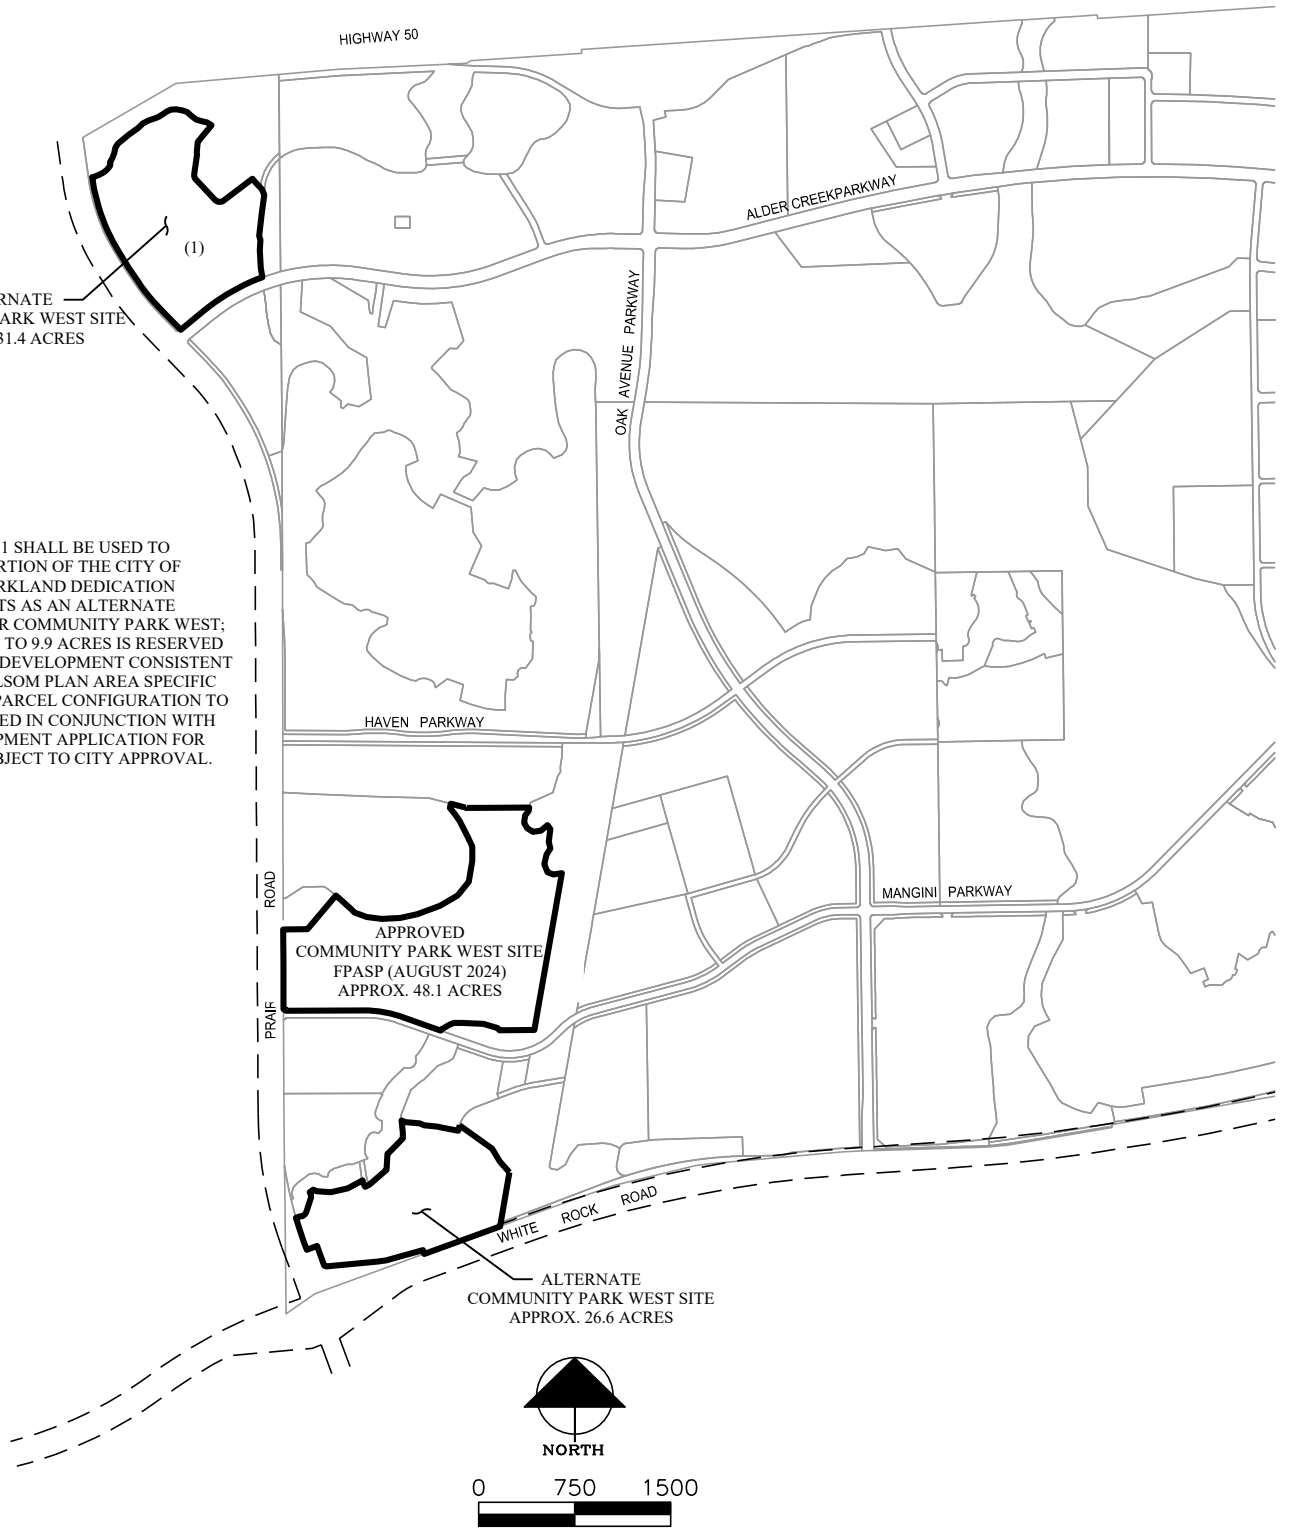 HIGHWAY 50
ALDER CREEKPARKWAY
(1)
RNATE
ARK WEST SITE
31.4 ACRES
OAK AVENUE PARKWAY
1 SHALL BE USED TO
RTION OF THE CITY OF
RKLAND DEDICATION
TS AS AN ALTERNATE
R COMMUNITY PARK WEST;
TO 9.9 ACRES IS RESERVED
DEVELOPMENT CONSISTENT
LSOM PLAN AREA SPECIFIC
PARCEL CONFIGURATION TO
ED IN CONJUNCTION WITH
PMENT APPLICATION FOR
BJECT TO CITY APPROVAL.
HAVEN PARKWAY
PRAIR ROAD
MANGINI PARKWAY
APPROVED
COMMUNITY PARK WEST SITE
FPASP (AUGUST 2024)
APPROX. 48.1 ACRES
WHITE ROCK ROAD
ALTERNATE
COMMUNITY PARK WEST SITE
APPROX. 26.6 ACRES
NORTH
0 750 1500